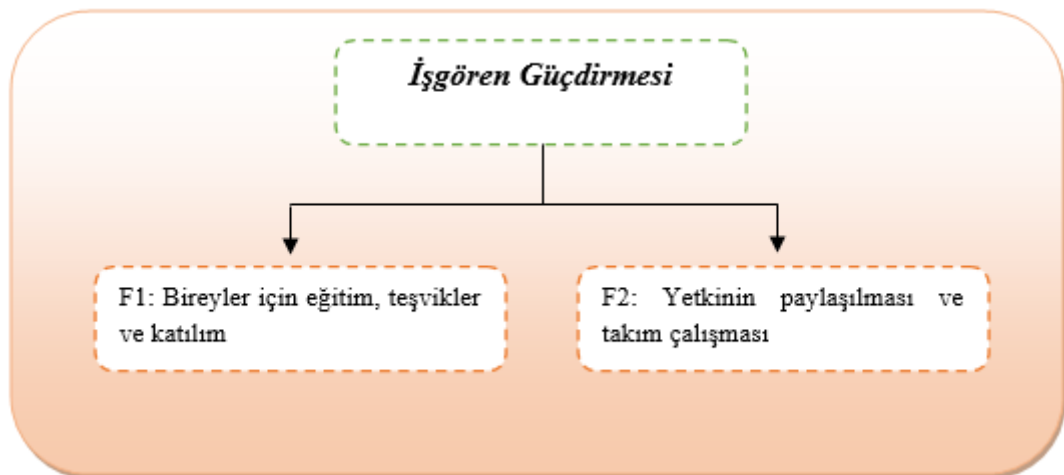 İşgören Güçdirmesi
F1: Bireyler için eğitim, teşvikler
ve katılım
F2: Yetkinin paylaşılması ve
takım çalışması